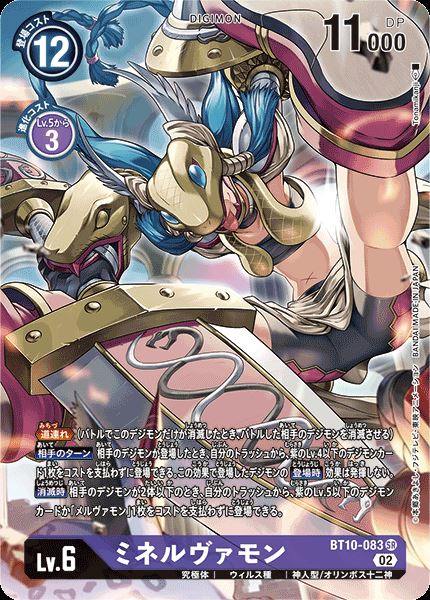 DIGIMON
登場コスト
12
11000
DP
進化コスト
Lv.5から
3
Tonamikanji
©本郷あきよし・フジテレビ・東映アニメーション BANDAI MADE IN JAPAN
道連れ (バトルでこのデジモンだけが消滅したとき、バトルした相手のデジモンを消滅させる)
相手のターン 相手のデジモンが登場したとき、自分のトラッシュから、紫のLv.4以下のデジモンカー
ド1枚をコストを支払わずに登場できる。この効果で登場したデジモンの 登場時 効果は発揮しない。
消滅時 相手のデジモンが2体以下のとき、自分のトラッシュから、紫のLv.5以下のデジモン
カードか「メルヴァモン」1枚をコストを支払わずに登場できる。
Lv.6
ミネルヴァモン
BT10-083 SR
02
究極体 ウィルス種 神人型/オリンポス十二神